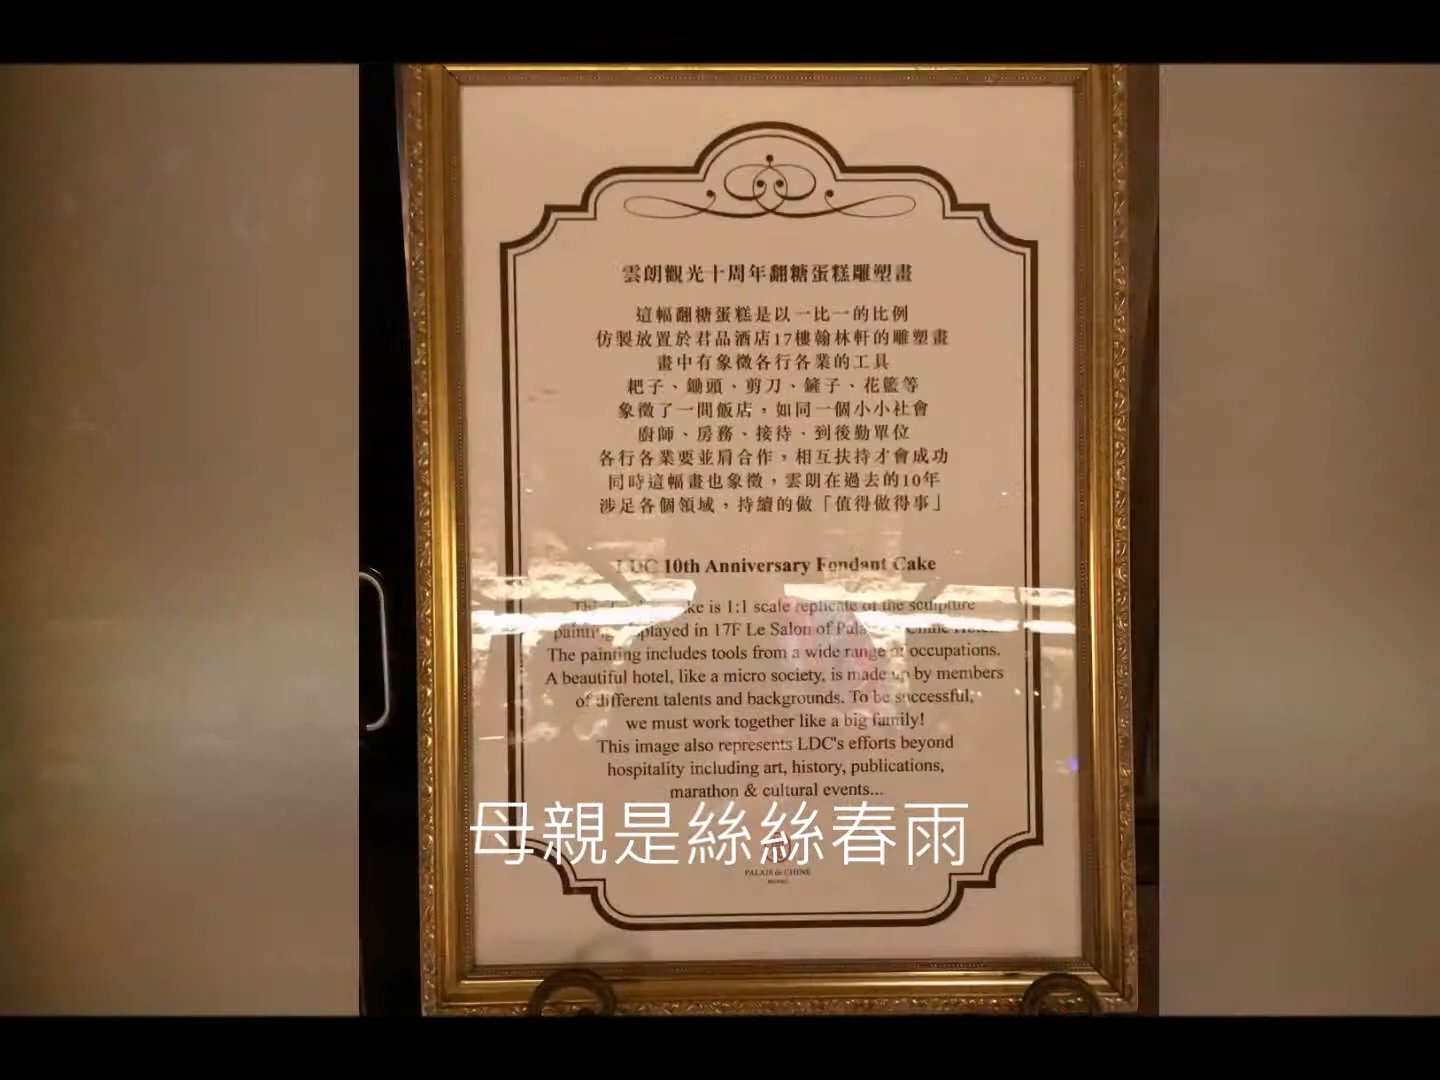 雲朗觀光十周年翻糖蛋糕雕塑畫
這幅翻糖蛋糕是以一比一的比例
仿製放置於君品酒店17樓翰林軒的雕塑畫
畫中有象徵各行各業的工具
耙子、鋤頭、剪刀、鏟子、花籃等
象徵了一間飯店，如同一個小小社會
廚師、房務、接待、到後勤單位
各行各業要並肩合作，相互扶持才會成功
同時這幅畫也象徵，雲朗在過去的10年
涉足各個領域，持續的做「值得做得事」
LDC 10th Anniversary Fondant Cake
is 1:1 scale replicate of the sculpture
painting displayed in 17F Le Salon of
The painting includes tools from a wide range of occupations.
A beautiful hotel, like a micro society, is made up by members
of different talents and backgrounds. To be successful,
we must work together like a big family!
This image also represents LDC's efforts beyond
hospitality including art, history, publications,
marathon & cultural events...
母親是絲絲春雨
PALAIS de CHINE